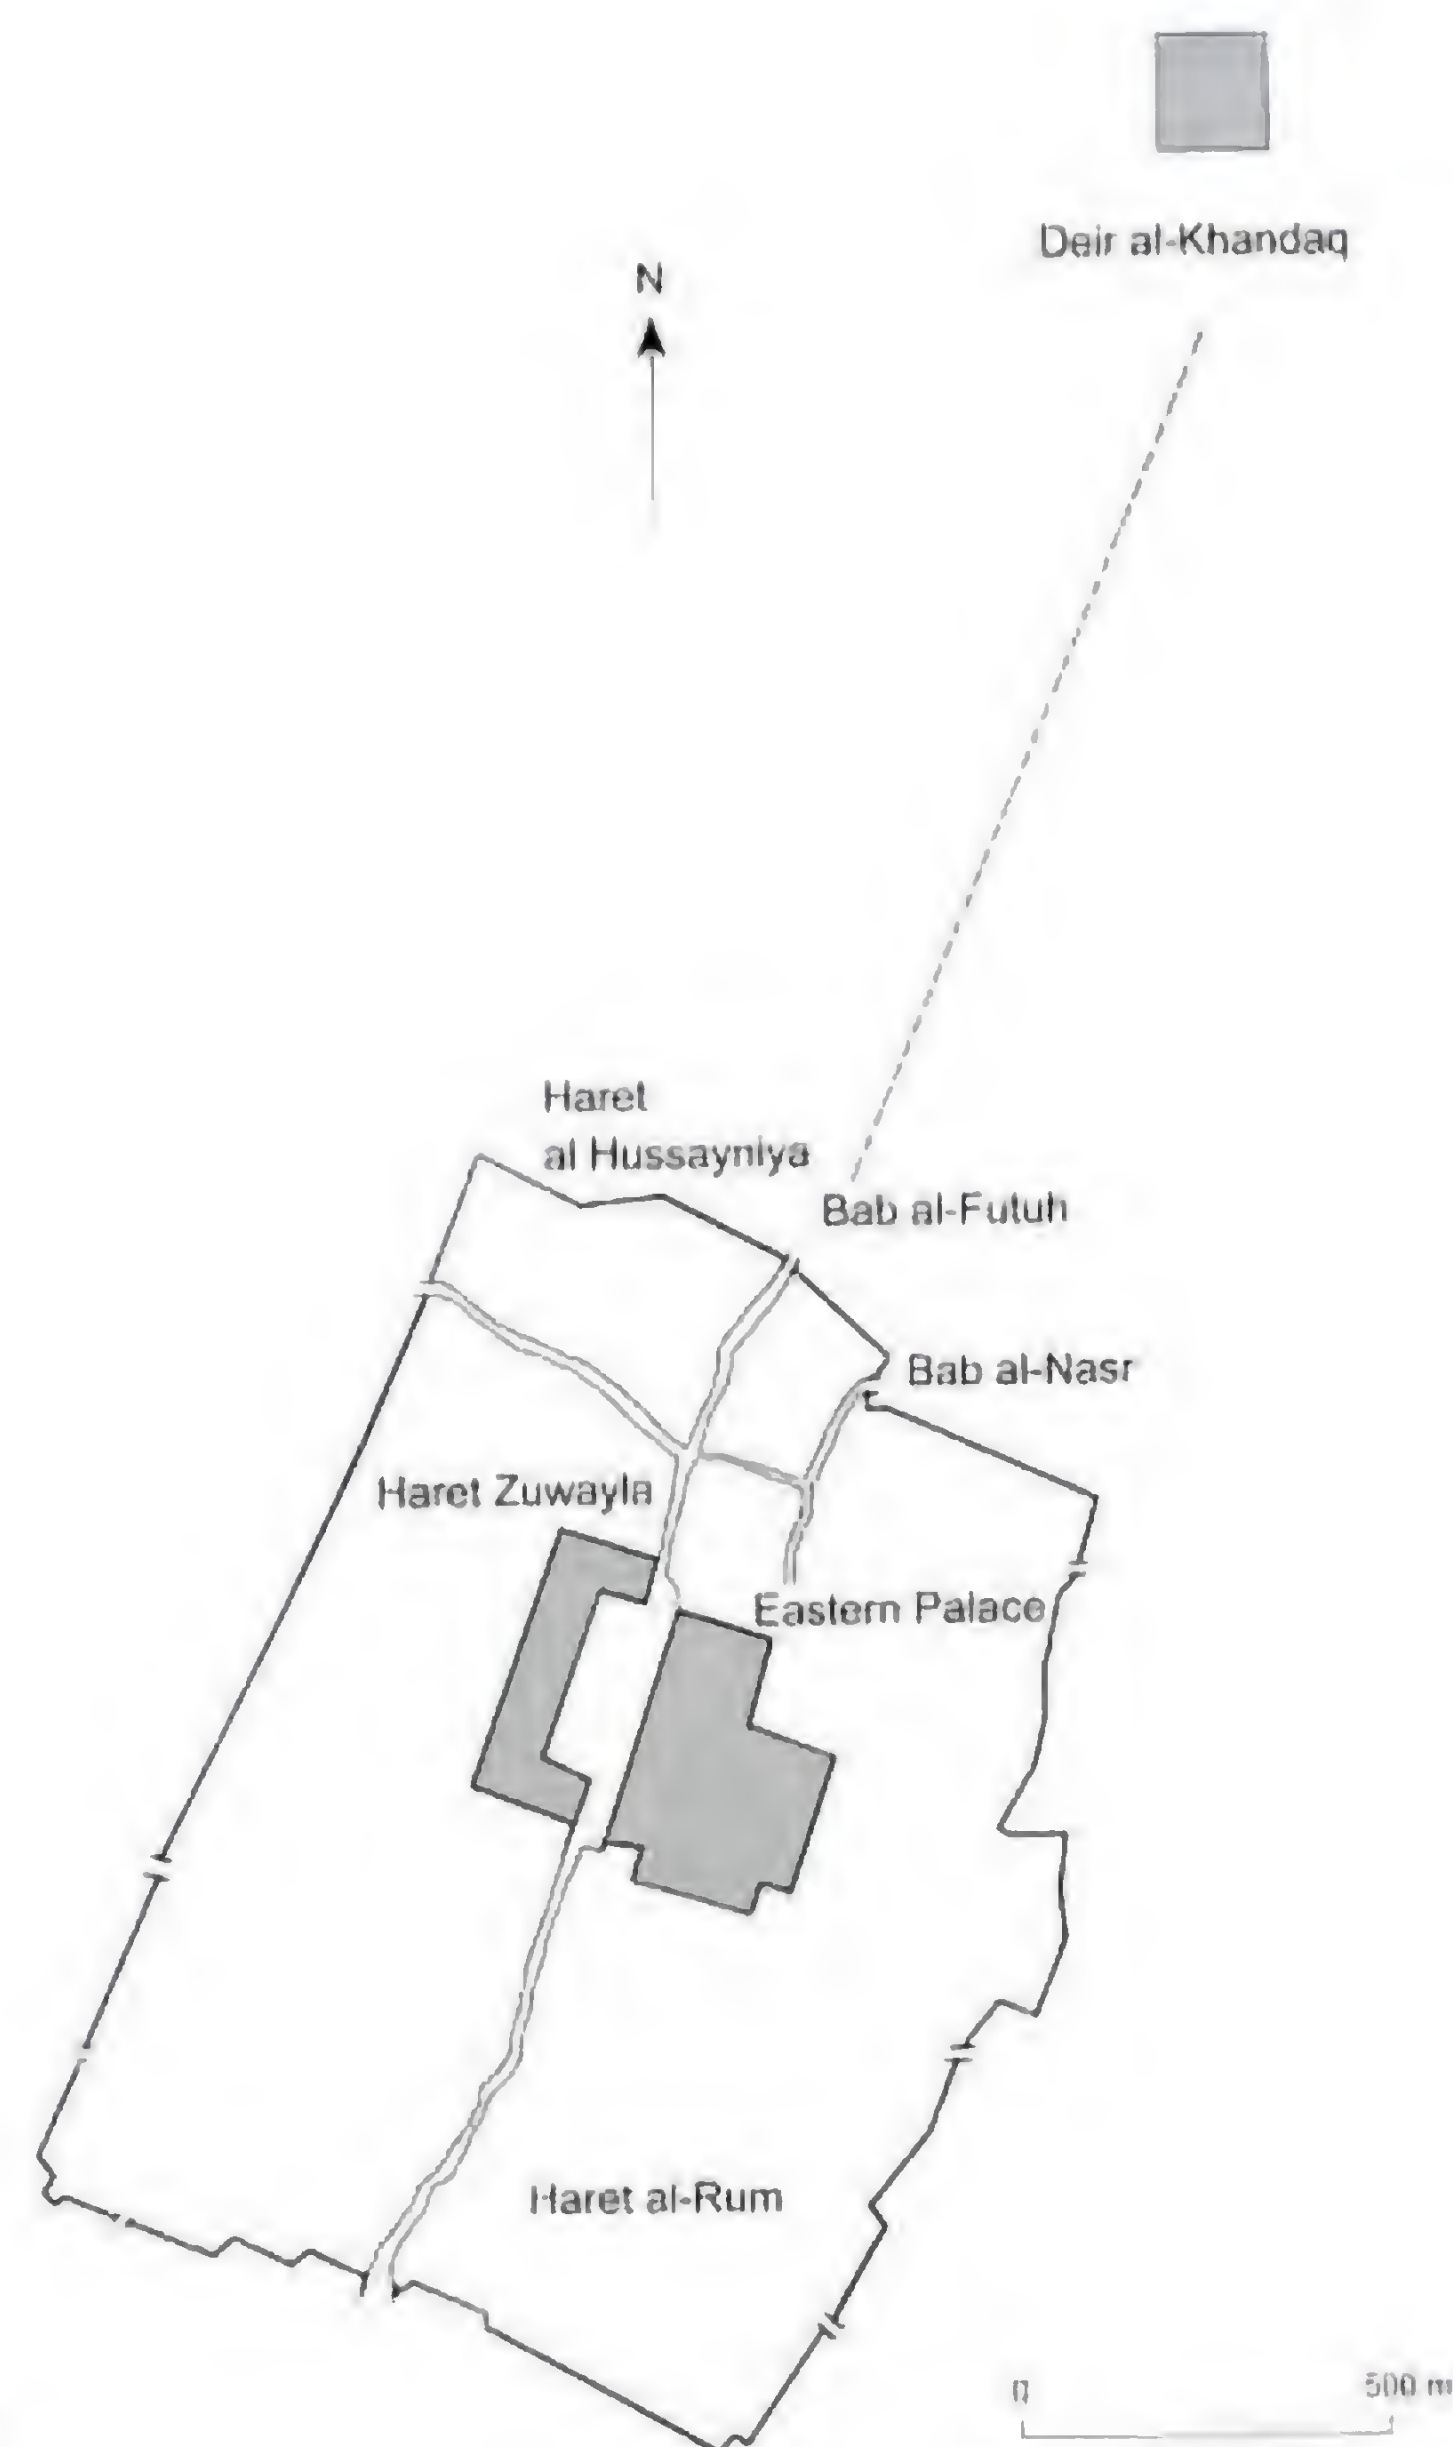 Deir al-Khandaq
N
Haret
al Hussayniya
Bab al-Futuh
Bab al-Nasr
Haret Zuwayla
Eastern Palace
Haret al-Rum
0
500 m